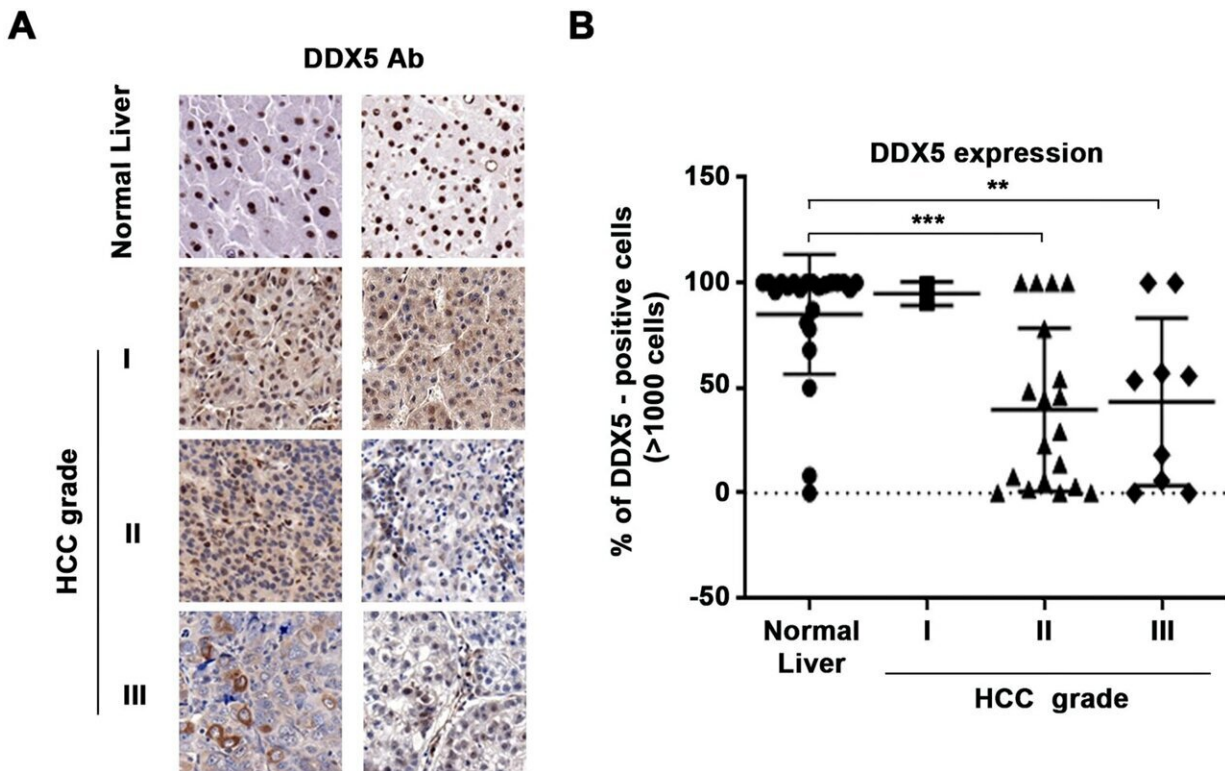 A
DDX5 Ab
Normal Liver
HCC grade
I
II
III
B
DDX5 expression
**
***
% of DDX5 - positive cells
(>1000 cells)
150
100
50
0
-50
Normal
Liver
I
II
III
HCC grade